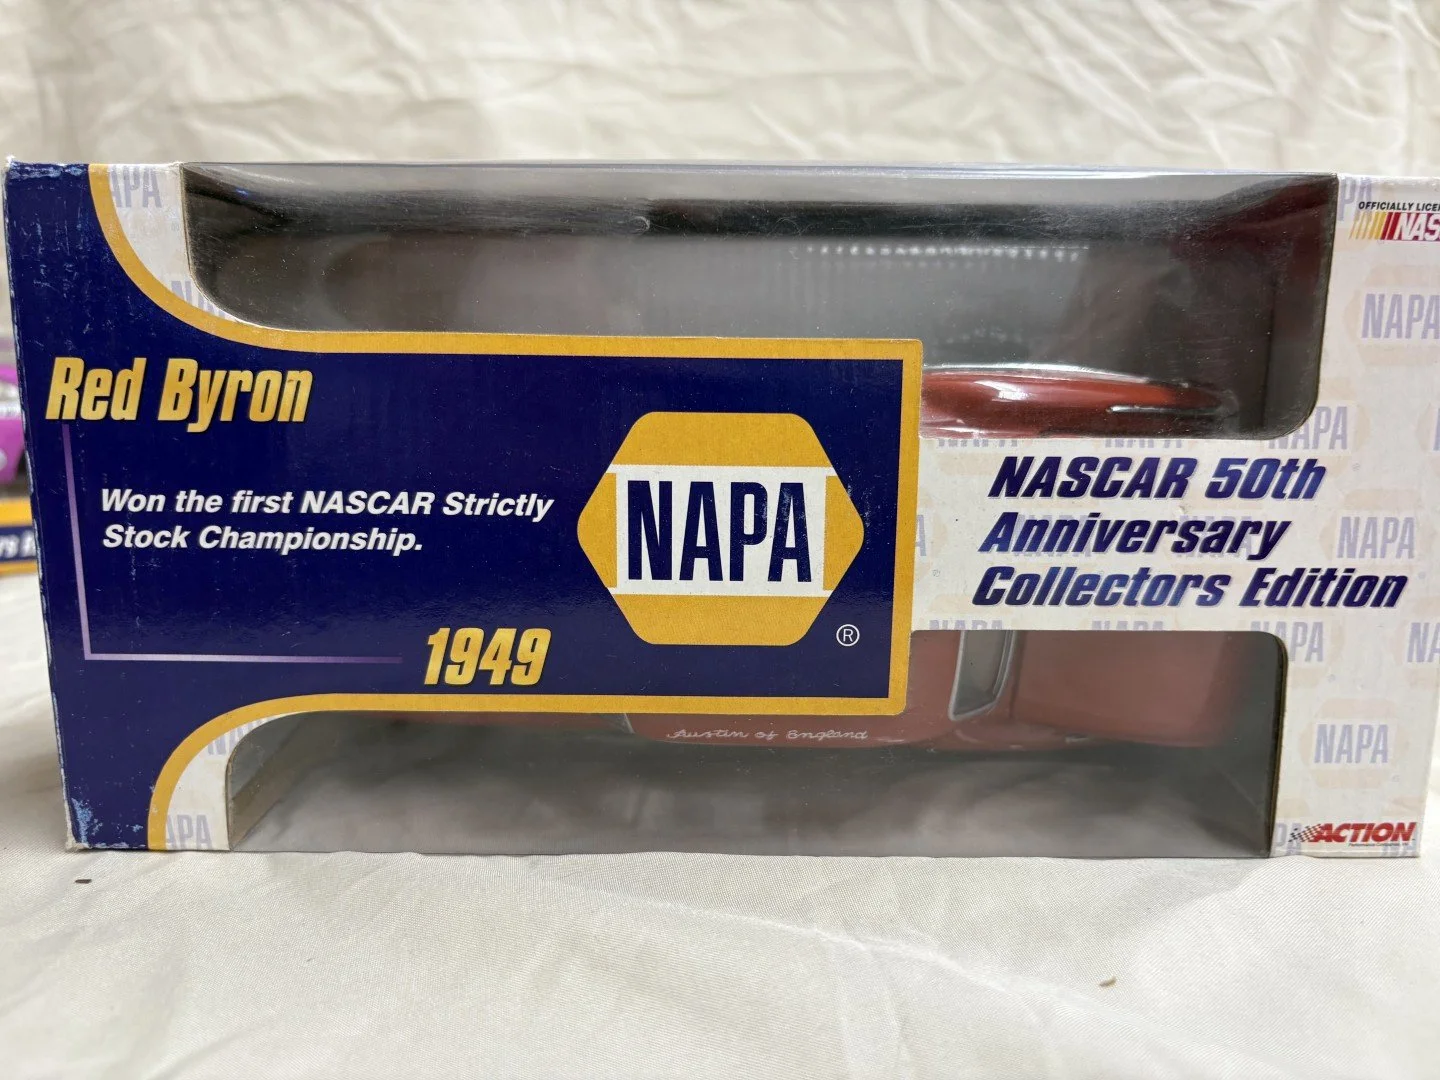 OFFICIALLY LICE
NAS
NAPA
Red Byron
Won the first NASCAR Strictly
Stock Championship.
1949
NAPA
®
NASCAR 50th
Anniversary
Collectors Edition
NAPA
NAPA
NAPA
Austin of England
ACTION